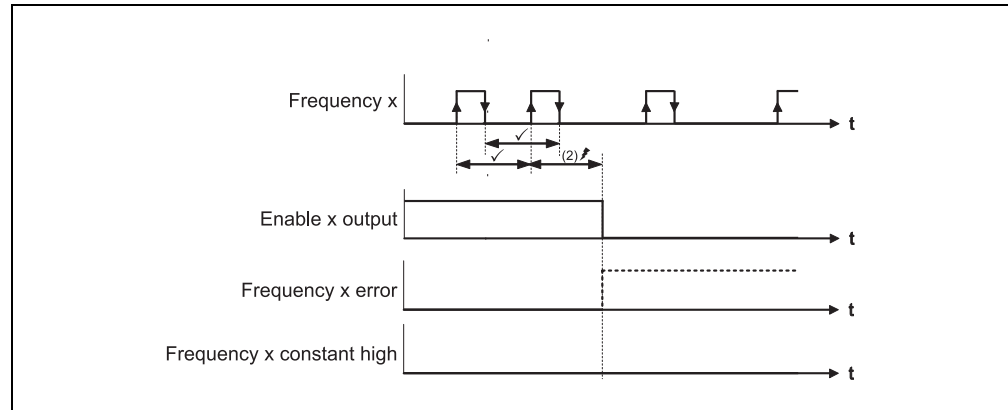 Frequency x
t
✓
✓
(2)
Enable x output
t
Frequency x error
t
Frequency x constant high
t